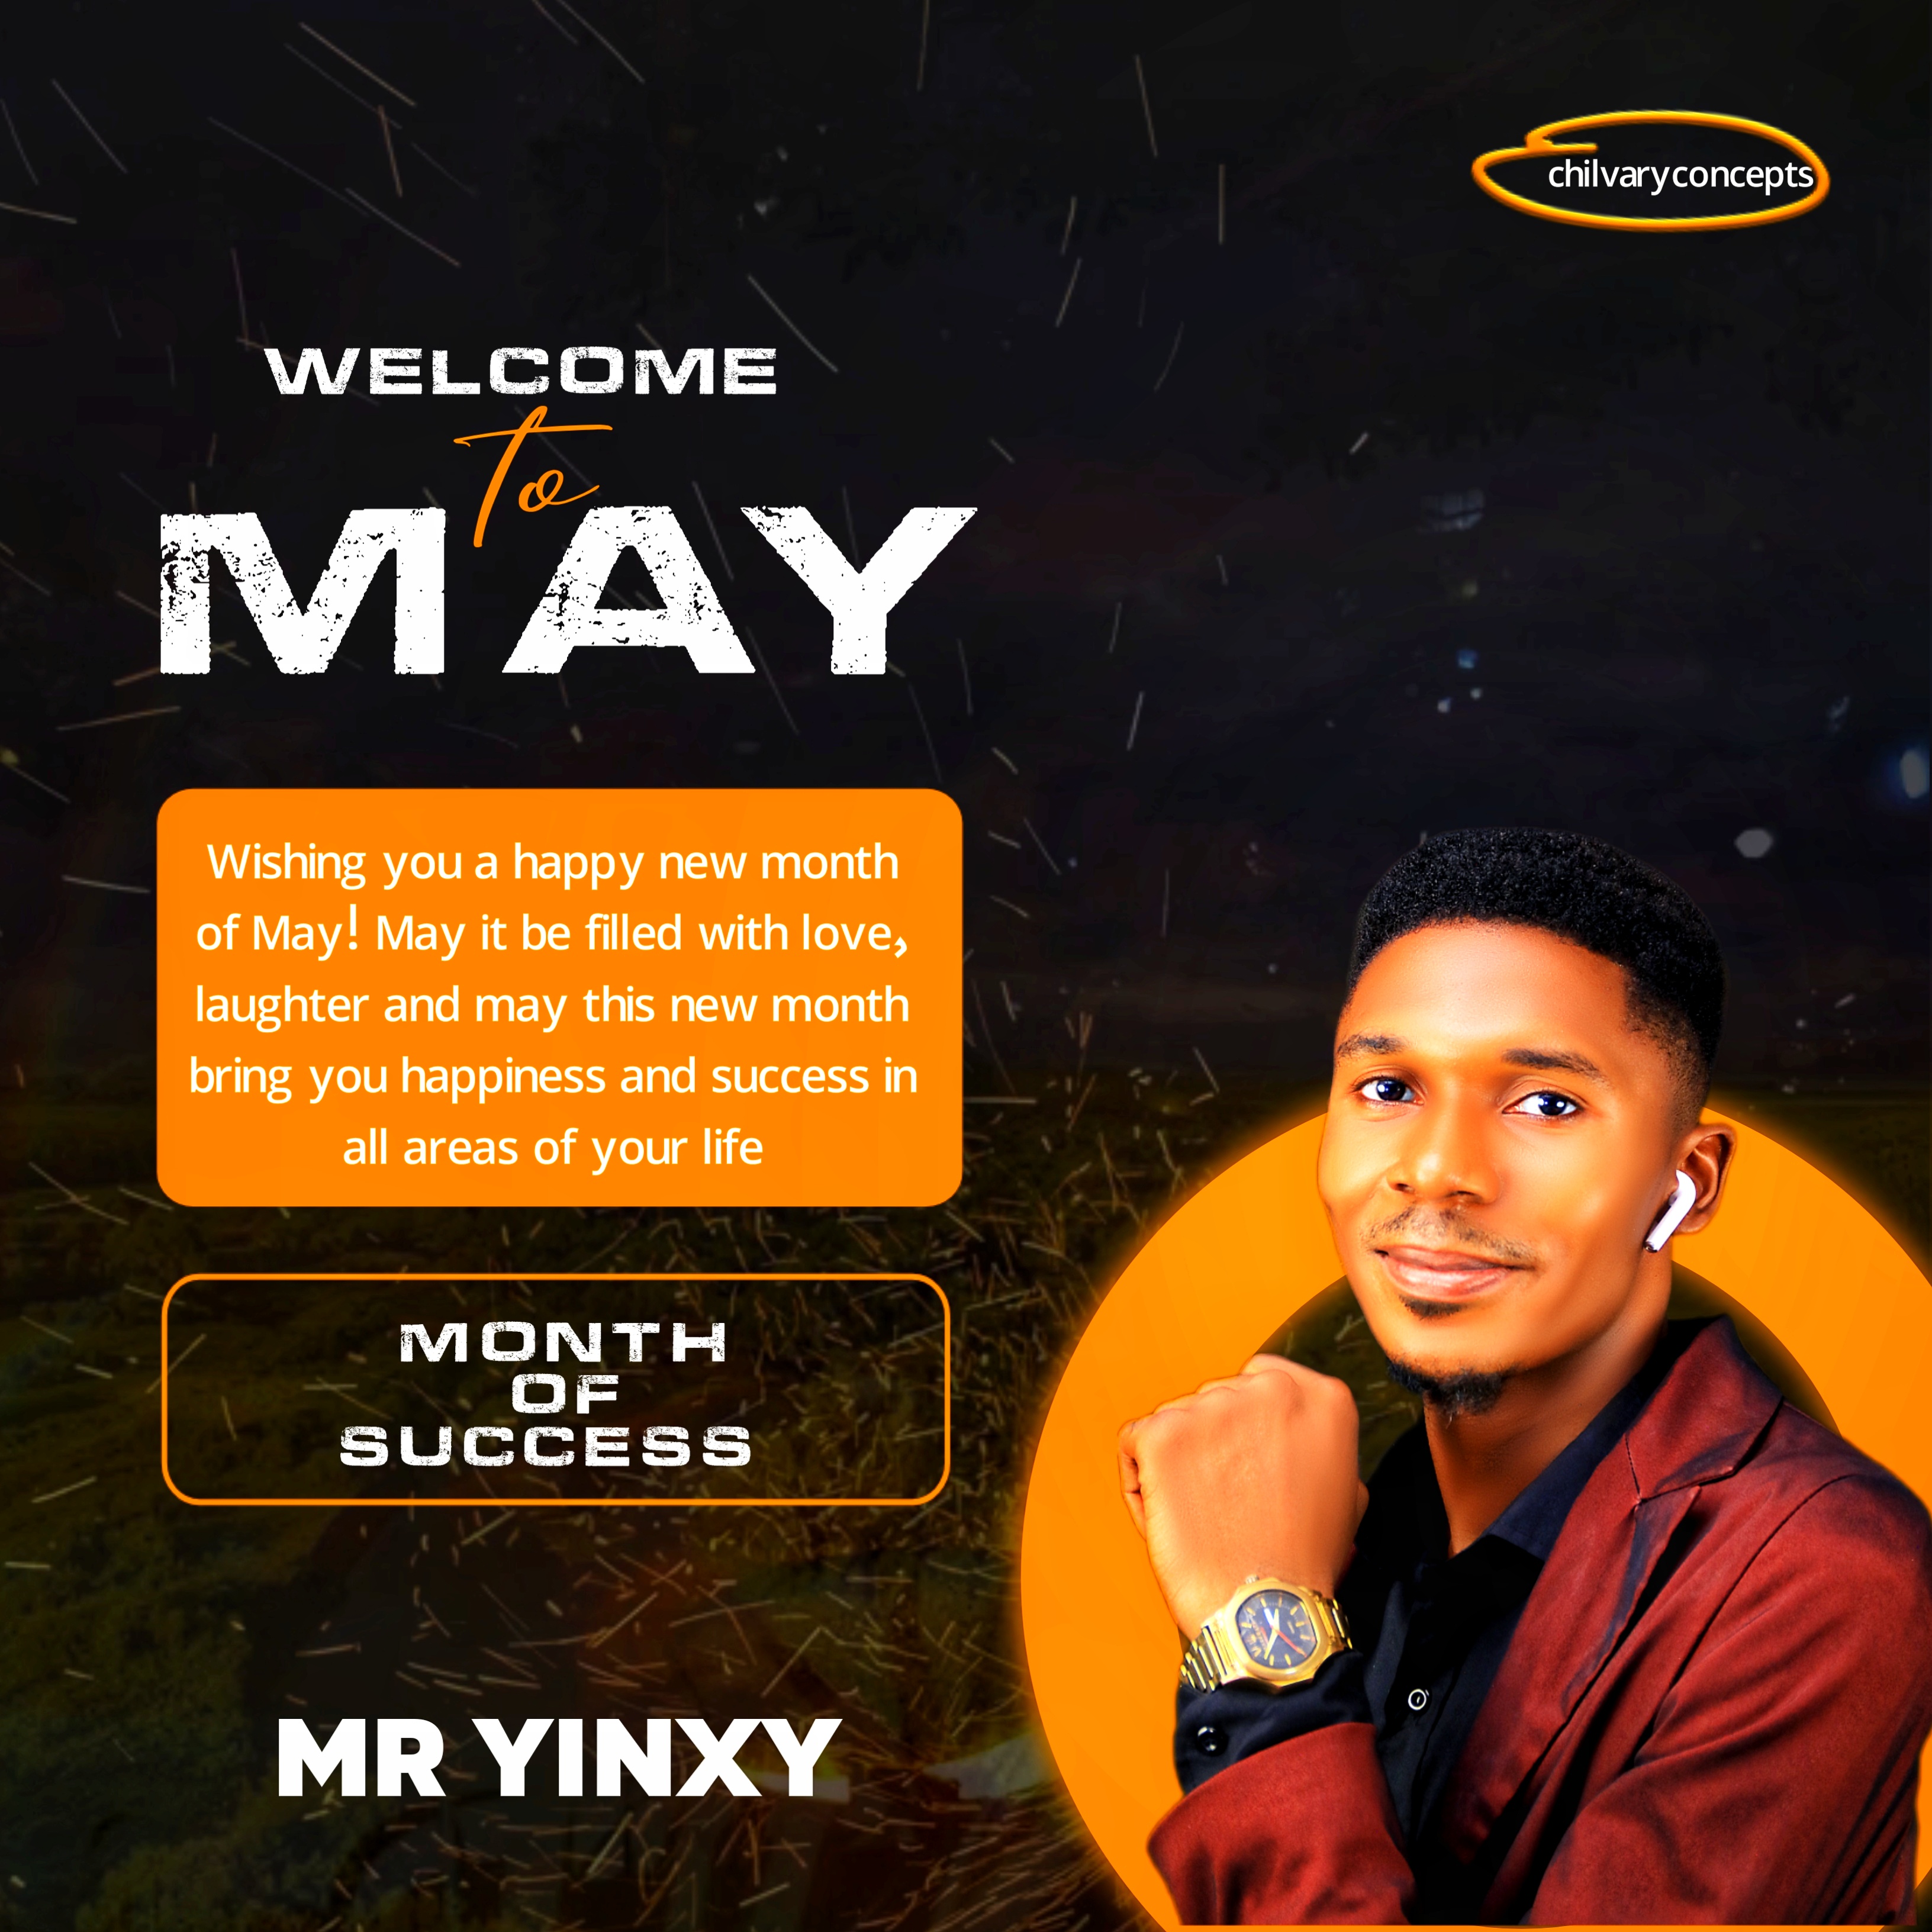 chilvaryconcepts
WELCOME
to
MAY
Wishing you a happy new month
of May! May it be filled with love,
laughter and may this new month
bring you happiness and success in
all areas of your life
MONTH
OF
SUCCESS
MR YINXY